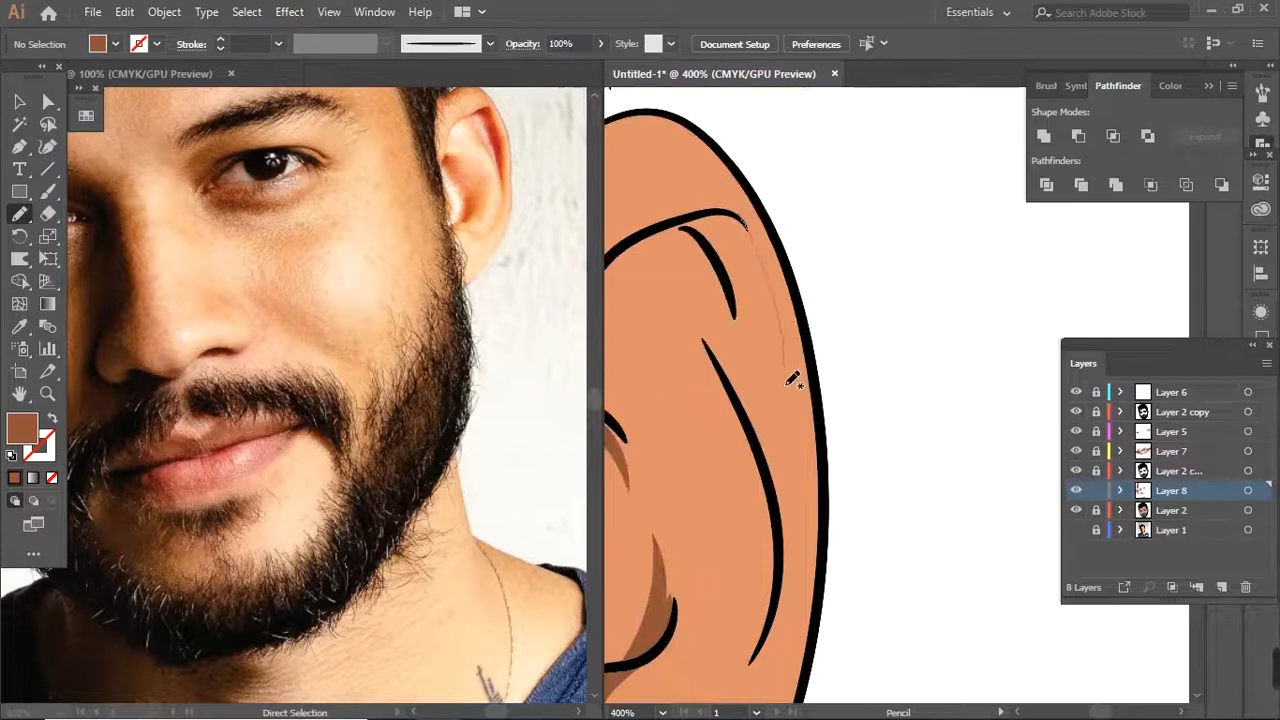 Ai File Edit Object Type Select Effect View Window Help Essentials Search Adobe Stock
No Selection Stroke: Opacity: 100% Style: Document Setup Preferences
@ 100% (CMYK/GPU Preview) Untitled-1* @ 400% (CMYK/GPU Preview)
Pathfinder
Shape Modes:
Expand
Pathfinders:
Layers
Layer 6
Layer 2 copy
Layer 5
Layer 7
Layer 2 c...
Layer 8
Layer 2
Layer 1
8 Layers
100% Direct Selection 400% 1 Pencil